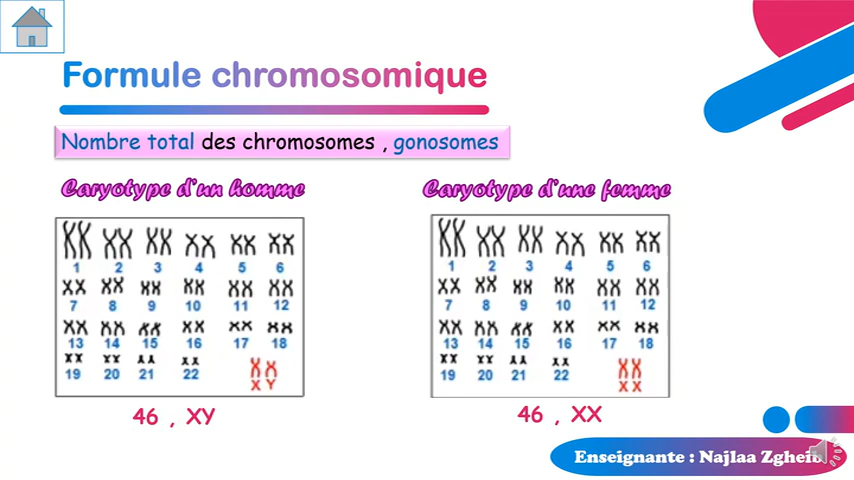 Formule chromosomique
Nombre total des chromosomes , gonosomes
Caryotype d'un homme
1 2 3 4 5 6
7 8 9 10 11 12
13 14 15 16 17 18
19 20 21 22 X Y
46 , XY
Caryotype d'une femme
1 2 3 4 5 6
7 8 9 10 11 12
13 14 15 16 17 18
19 20 21 22 X X
46 , XX
Enseignante : Najlaa Zgheib